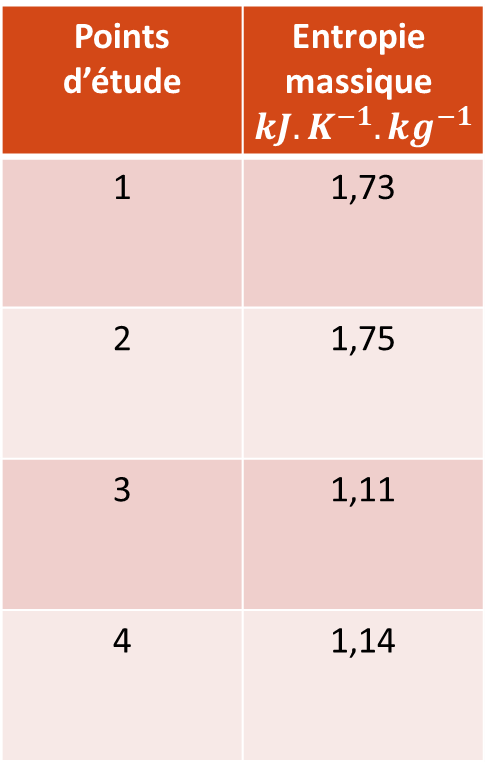 Points
d’étude
Entropie
massique
kJ.K⁻¹.kg⁻¹
1 1,73
2 1,75
3 1,11
4 1,14